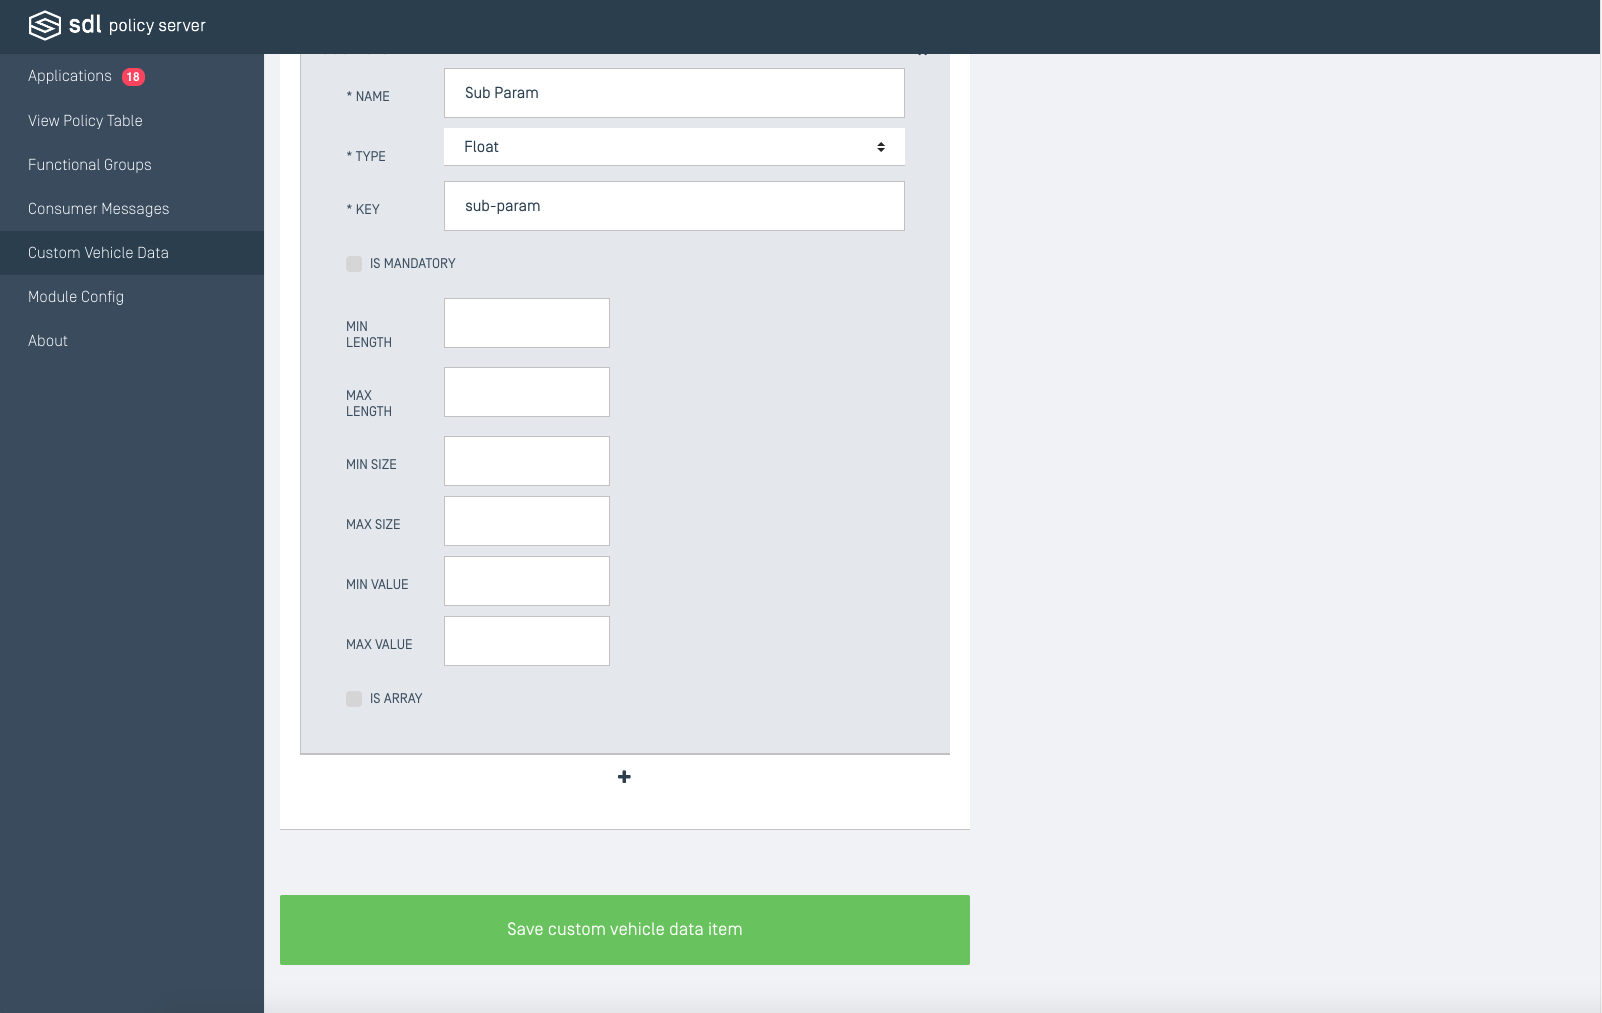 sdl policy server
Applications 18
View Policy Table
Functional Groups
Consumer Messages
Custom Vehicle Data
Module Config
About
* NAME
Sub Param
* TYPE
Float
* KEY
sub-param
IS MANDATORY
MIN
LENGTH
MAX
LENGTH
MIN SIZE
MAX SIZE
MIN VALUE
MAX VALUE
IS ARRAY
Save custom vehicle data item